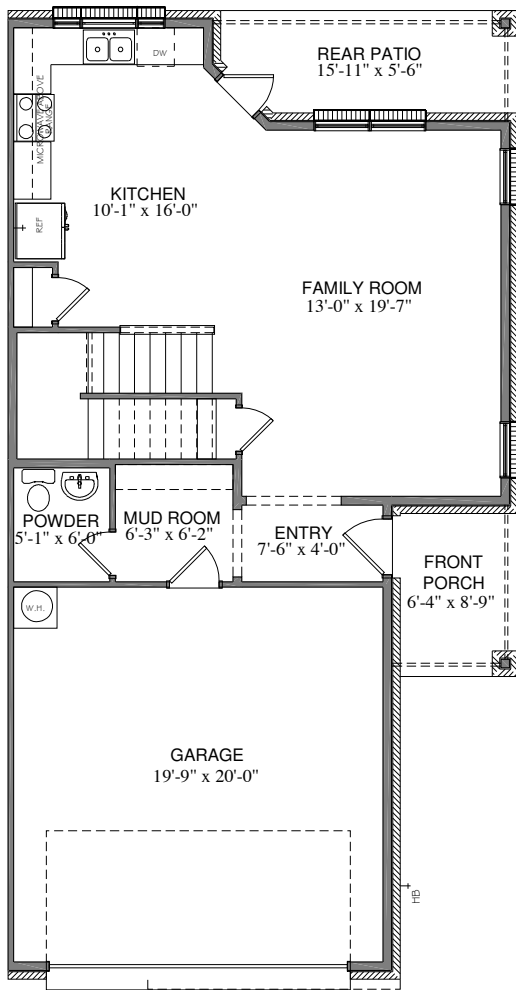 DW
REAR PATIO
15'-11" x 5'-6"
MICROWAVE ABOVE
RANGE
KITCHEN
10'-1" x 16'-0"
REF
FAMILY ROOM
13'-0" x 19'-7"
POWDER
5'-1" x 6'-0"
MUD ROOM
6'-3" x 6'-2"
ENTRY
7'-6" x 4'-0"
FRONT
PORCH
6'-4" x 8'-9"
W.H.
GARAGE
19'-9" x 20'-0"
HB